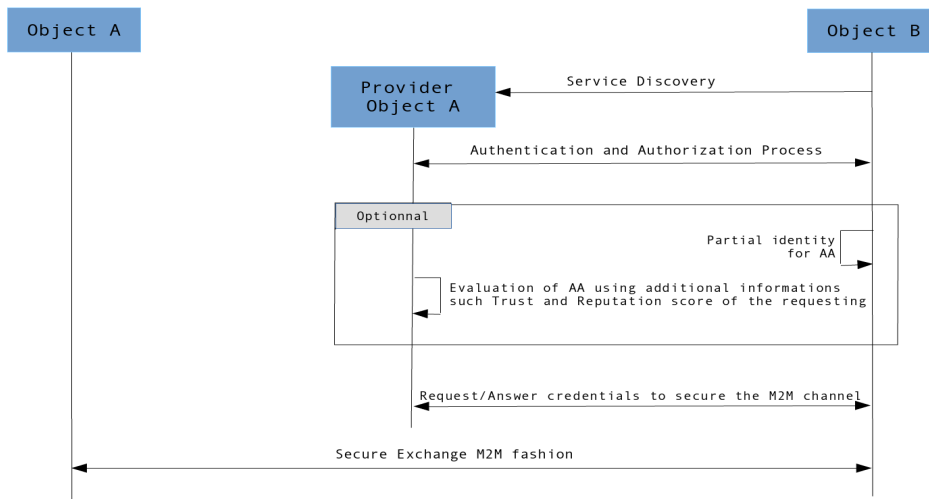 Object A
Object B
Provider
Object A
Service Discovery
Authentication and Authorization Process
Optionnal
Partial identity
for AA
Evaluation of AA using additional informations
such Trust and Reputation score of the requesting
Request/Answer credentials to secure the M2M channel
Secure Exchange M2M fashion